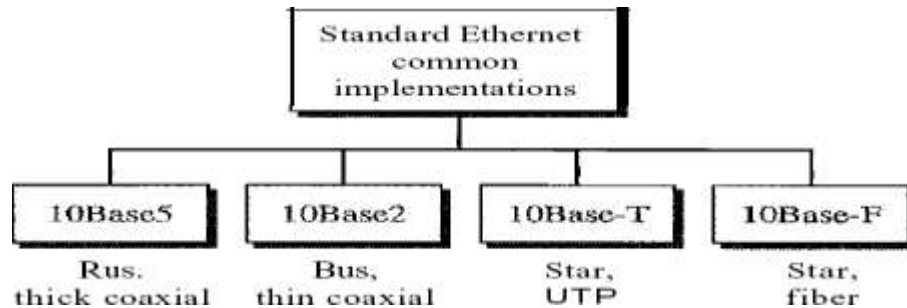 Standard Ethernet
common
implementations
10Base5
10Base2
10Base-T
10Base-F
Rus.
thick coaxial
Bus,
thin coaxial
Star,
UTP
Star,
fiber